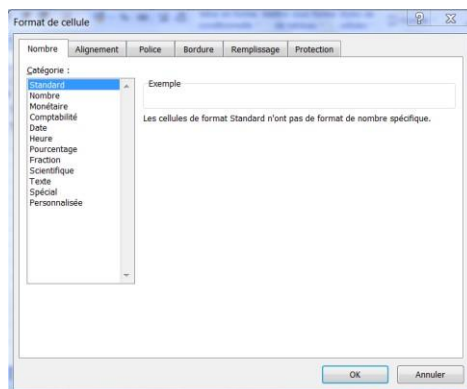 Format de cellule
Nombre Alignement Police Bordure Remplissage Protection
Catégorie :
Standard
Nombre
Monétaire
Comptabilité
Date
Heure
Pourcentage
Fraction
Scientifique
Texte
Spécial
Personnalisée
Exemple
Les cellules de format Standard n'ont pas de format de nombre spécifique.
OK Annuler